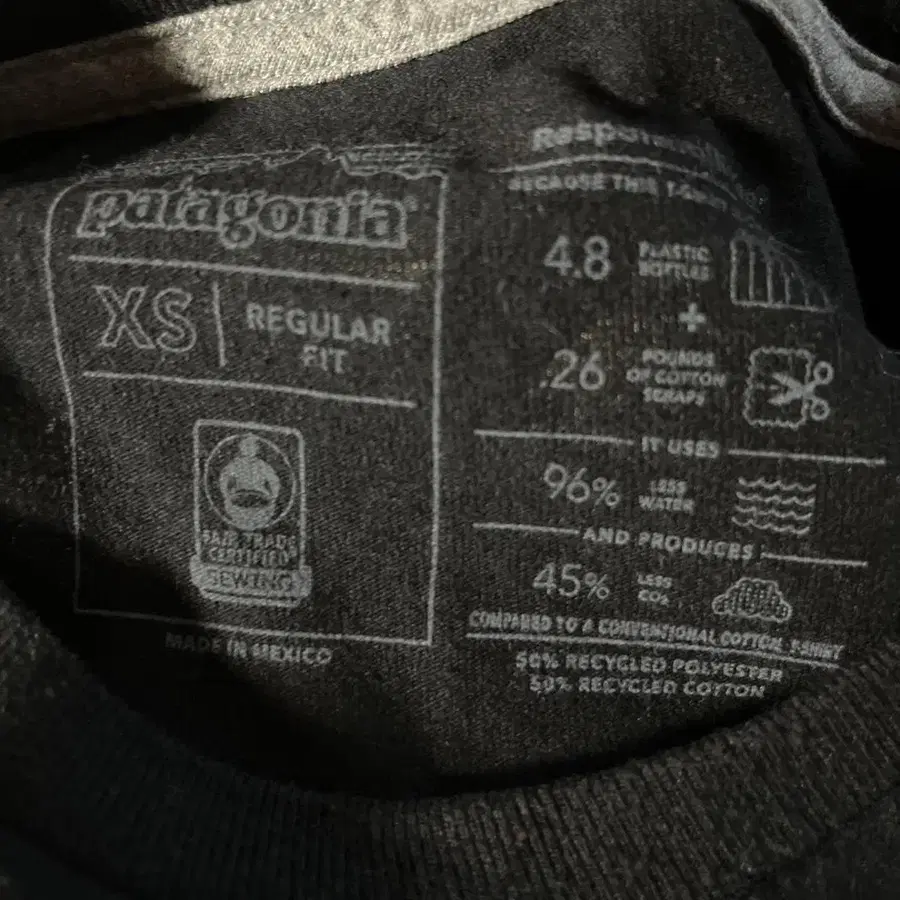 patagonia®
XS
REGULAR
FIT
FAIR TRADE
CERTIFIED
SEWING
MADE IN MEXICO
BECAUSE THIS
4.8 PLASTIC
BOTTLES
+
.26 POUNDS
OF COTTON
SCRAPS
IT USES
96% LESS
WATER
AND PRODUCES
45% LESS
CO₂
COMPARED TO A CONVENTIONAL COTTON T-SHIRT
50% RECYCLED POLYESTER
50% RECYCLED COTTON